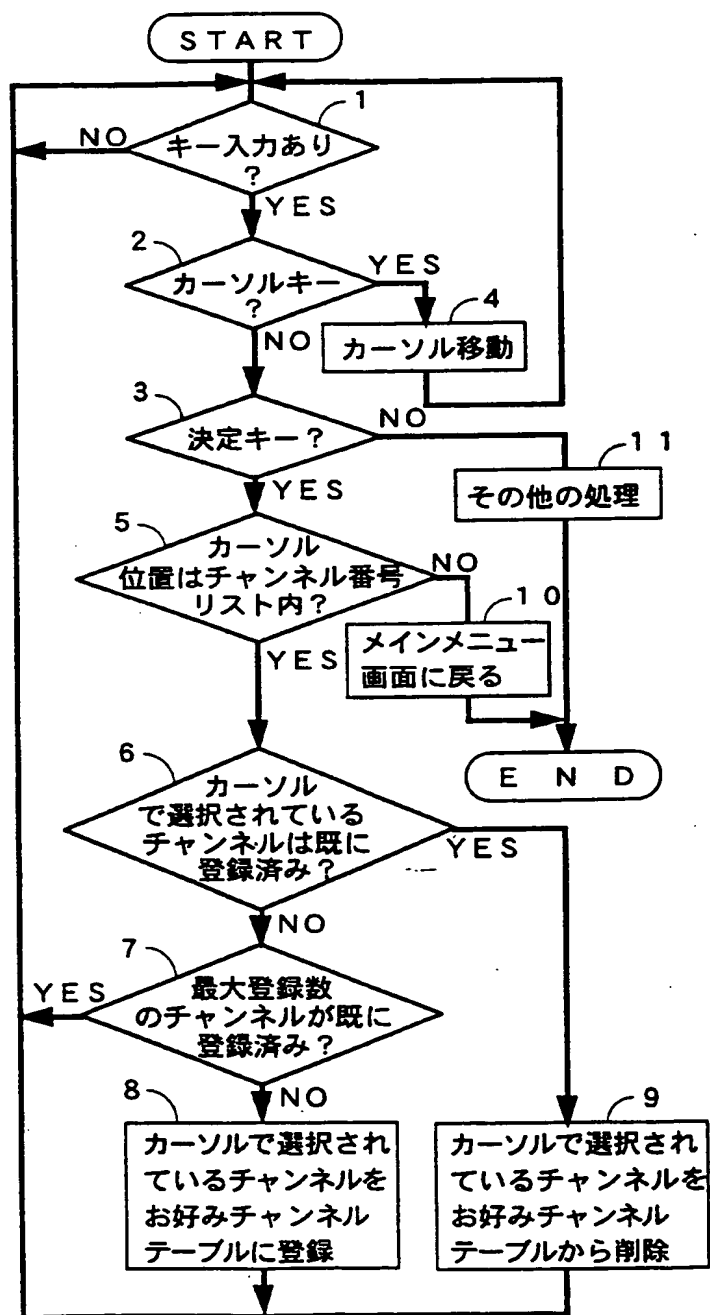 START
1
NO
キー入力あり
?
YES
2
カーソルキー
?
YES
4
カーソル移動
NO
3
決定キー?
NO
11
その他の処理
YES
5
カーソル
位置はチャンネル番号
リスト内?
NO
10
メインメニュー
画面に戻る
YES
END
6
カーソル
で選択されている
チャンネルは既に
登録済み?
YES
NO
7
YES
最大登録数
のチャンネルが既に
登録済み?
NO
8
カーソルで選択され
ているチャンネルを
お好みチャンネル
テーブルに登録
9
カーソルで選択され
ているチャンネルを
お好みチャンネル
テーブルから削除